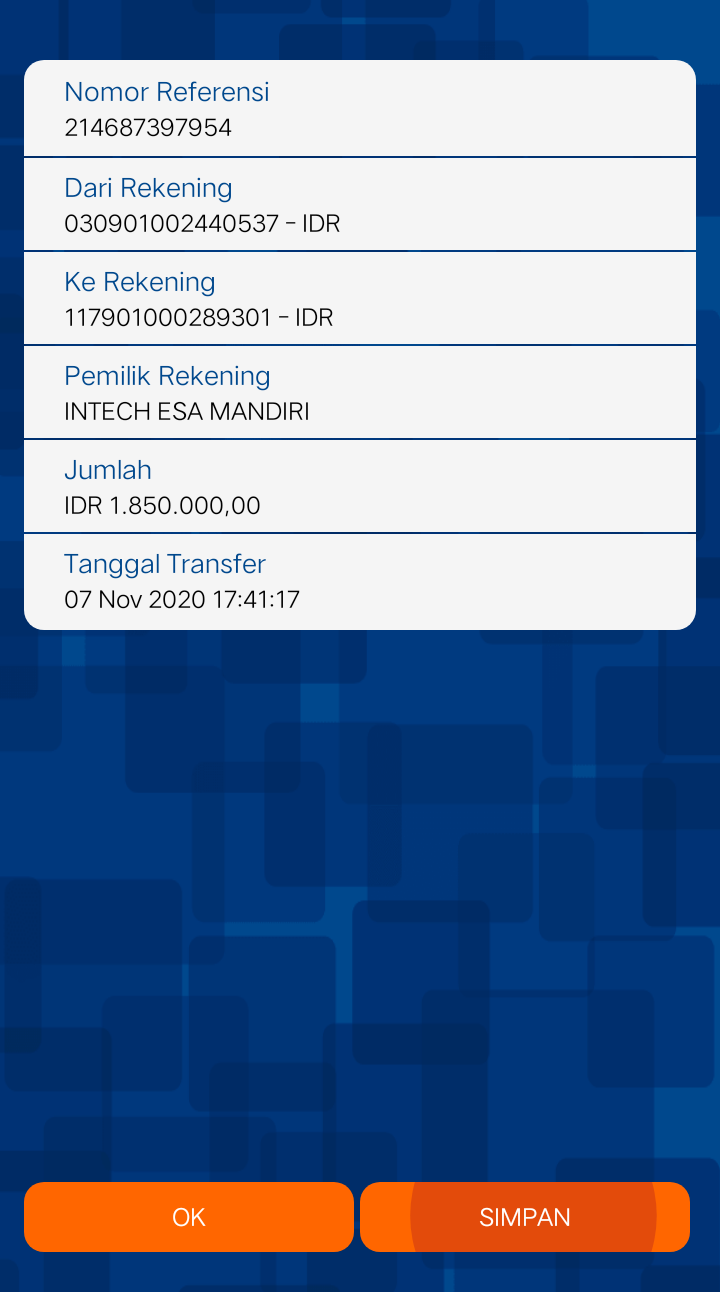 Nomor Referensi
214687397954
Dari Rekening
030901002440537 - IDR
Ke Rekening
117901000289301 - IDR
Pemilik Rekening
INTECH ESA MANDIRI
Jumlah
IDR 1.850.000,00
Tanggal Transfer
07 Nov 2020 17:41:17
OK
SIMPAN